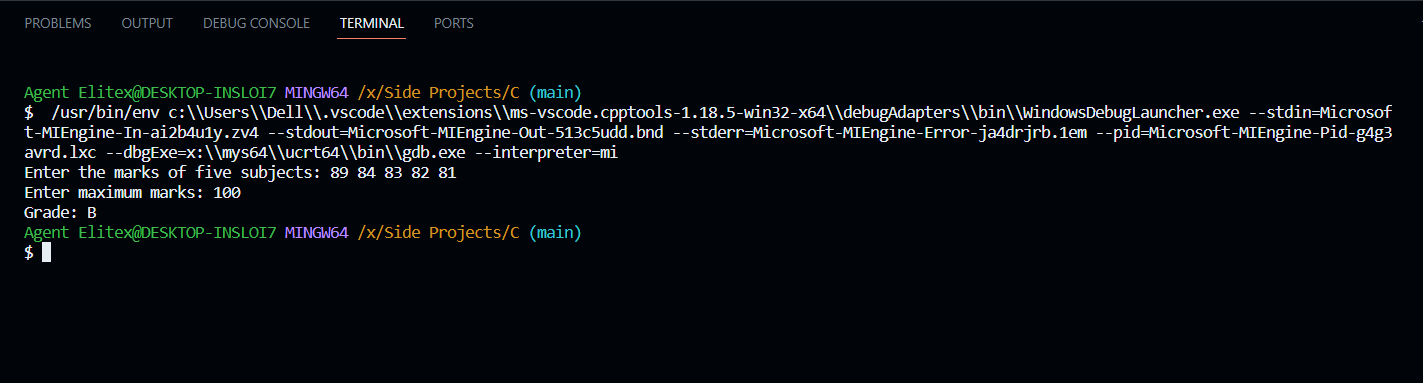 PROBLEMS OUTPUT DEBUG CONSOLE TERMINAL PORTS
Agent Elitex@DESKTOP-INSLOI7 MINGW64 /x/Side Projects/C (main)
$  /usr/bin/env c:\\Users\\Dell\\.vscode\\extensions\\ms-vscode.cpptools-1.18.5-win32-x64\\debugAdapters\\bin\\WindowsDebugLauncher.exe --stdin=Microsof
t-MIEngine-In-ai2b4u1y.zv4 --stdout=Microsoft-MIEngine-Out-513c5udd.bnd --stderr=Microsoft-MIEngine-Error-ja4drjrb.1em --pid=Microsoft-MIEngine-Pid-g4g3
avrd.lxc --dbgExe=x:\\mys64\\ucrt64\\bin\\gdb.exe --interpreter=mi
Enter the marks of five subjects: 89 84 83 82 81
Enter maximum marks: 100
Grade: B
Agent Elitex@DESKTOP-INSLOI7 MINGW64 /x/Side Projects/C (main)
$